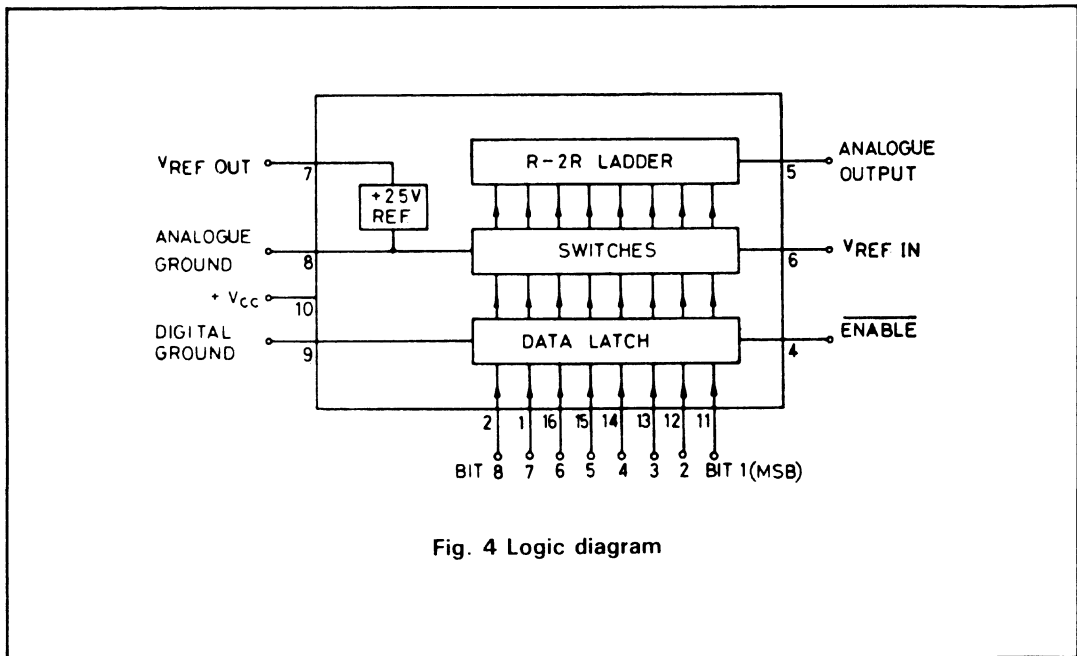 R-2R LADDER
VREF OUT
7
+25V
REF
5
ANALOGUE
OUTPUT
ANALOGUE
GROUND
8
SWITCHES
6
VREF IN
+ VCC
10
DIGITAL
GROUND
9
DATA LATCH
4
ENABLE
2 1 16 15 14 13 12 11
BIT 8 7 6 5 4 3 2 BIT 1 (MSB)
Fig. 4 Logic diagram